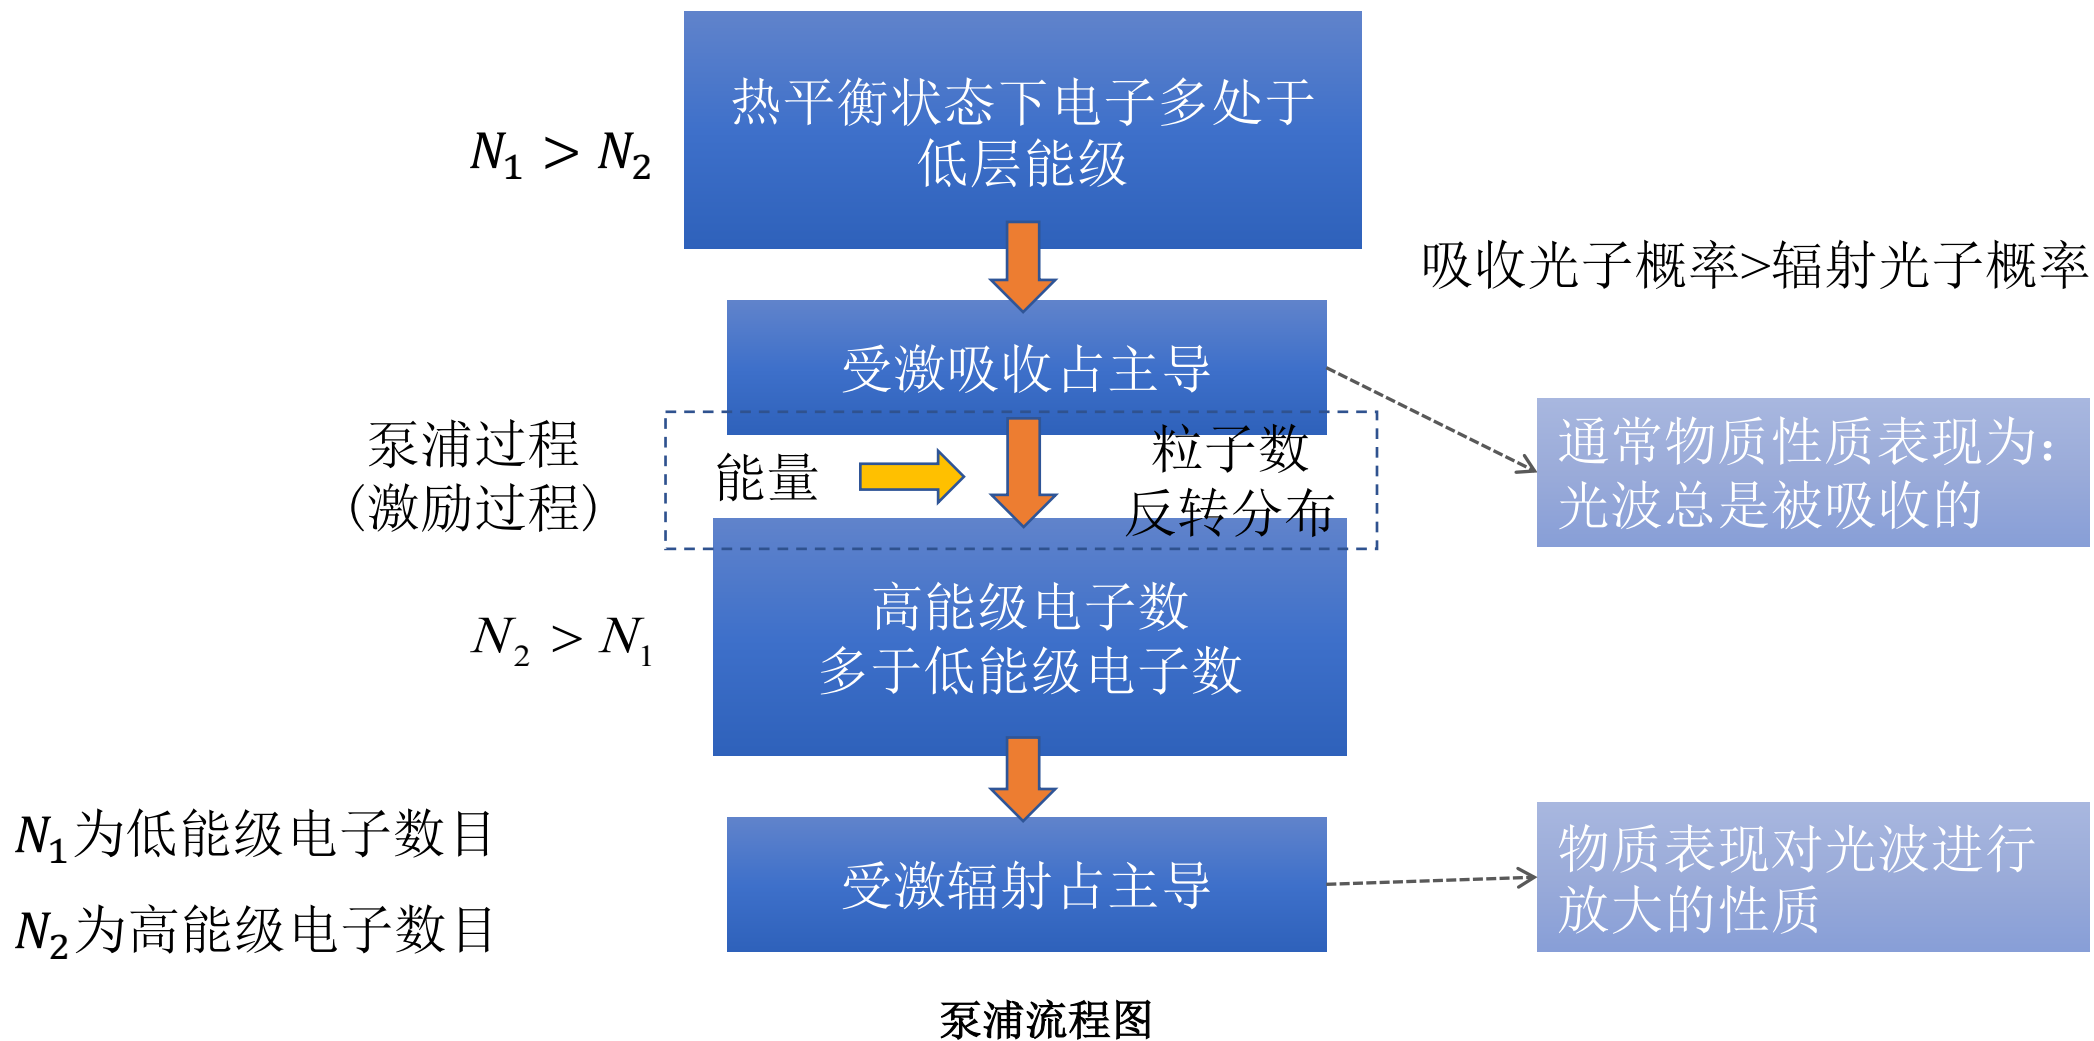 热平衡状态下电子多处于
低层能级
N₁ > N₂
吸收光子概率>辐射光子概率
受激吸收占主导
通常物质性质表现为：
光波总是被吸收的
泵浦过程
（激励过程）
能量
粒子数
反转分布
高能级电子数
多于低能级电子数
N₂ > N₁
N₁为低能级电子数目
N₂为高能级电子数目
受激辐射占主导
物质表现对光波进行
放大的性质
泵浦流程图